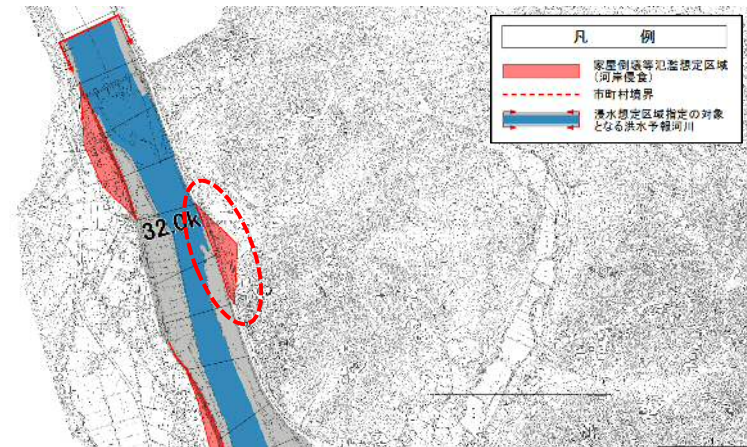 凡 例
家屋倒壊等氾濫想定区域
(河岸侵食)
市町村境界
浸水想定区域指定の対象
となる洪水予報河川
32.0k